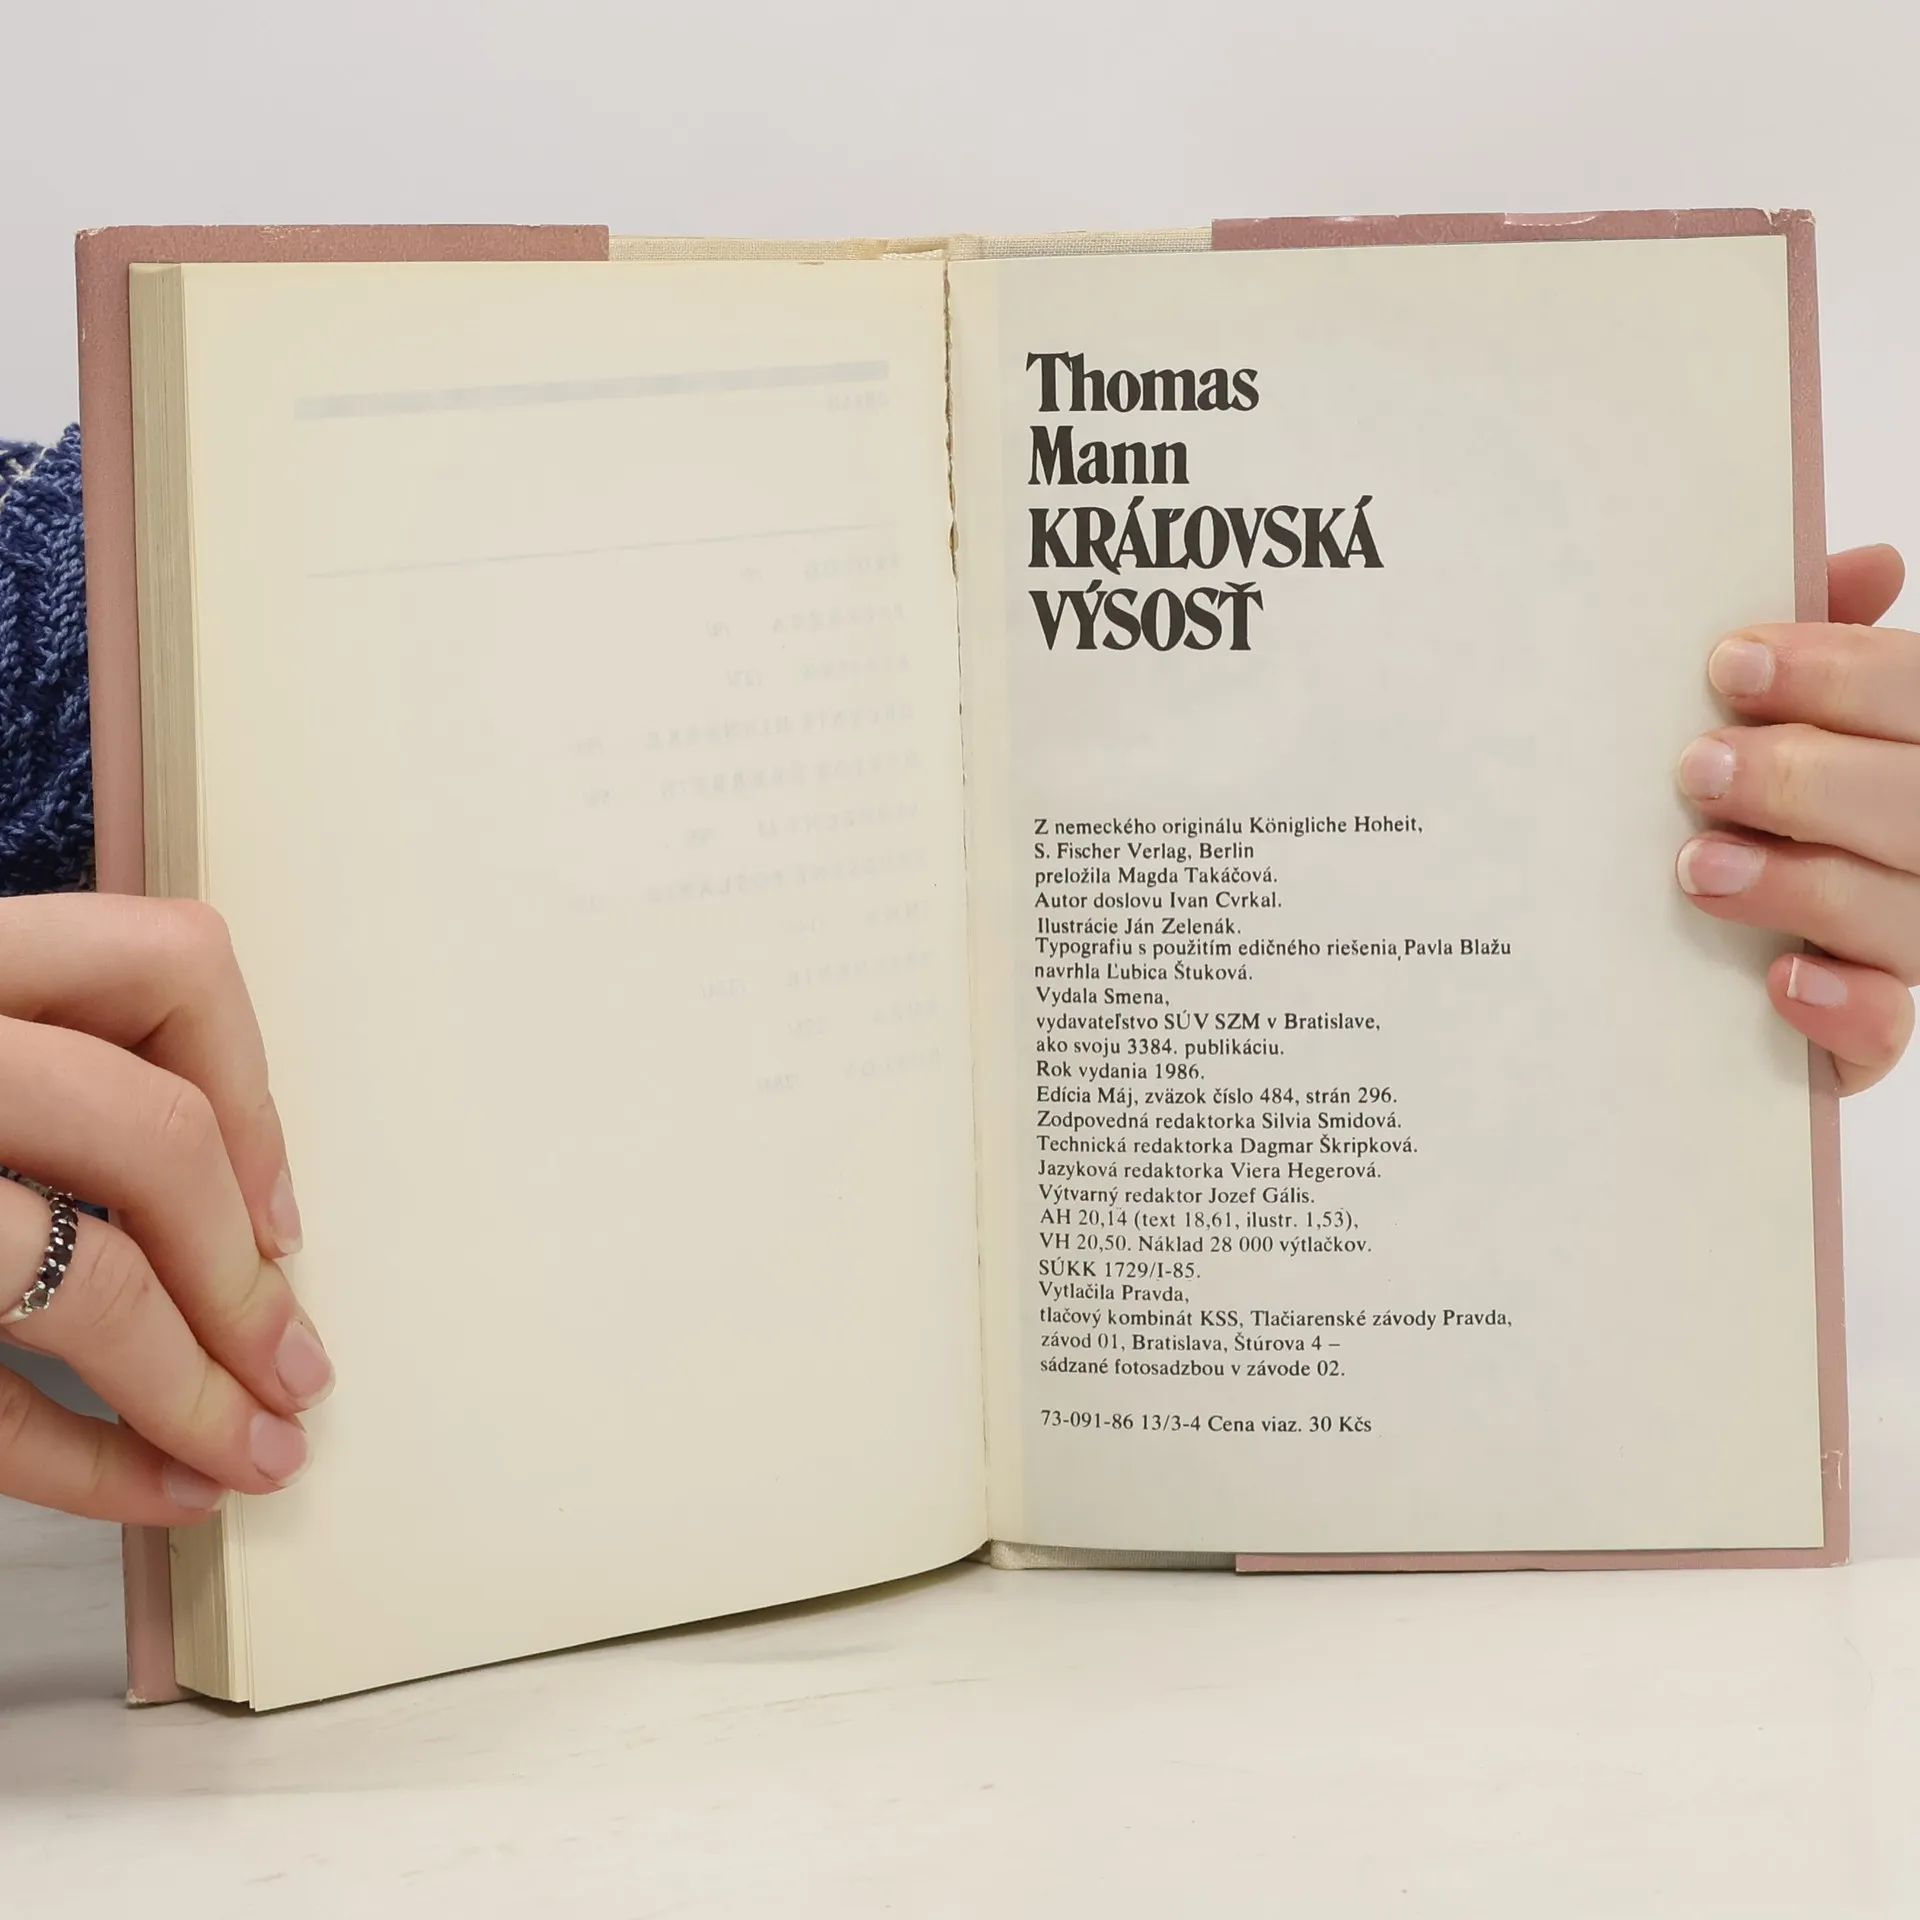 Thomas
Mann
KRÁĽOVSKÁ
VÝSOSŤ
Z nemeckého originálu Königliche Hoheit,
S. Fischer Verlag, Berlin
preložila Magda Takáčová.
Autor doslovu Ivan Cvrkal.
Ilustrácie Ján Zelenák.
Typografiu s použitím edičného riešenia Pavla Blažu
navrhla Ľubica Štuková.
Vydala Smena,
vydavateľstvo SÚV SZM v Bratislave,
ako svoju 3384. publikáciu.
Rok vydania 1986.
Edícia Máj, zväzok číslo 484, strán 296.
Zodpovedná redaktorka Silvia Smidová.
Technická redaktorka Dagmar Škripková.
Jazyková redaktorka Viera Hegerová.
Výtvarný redaktor Jozef Gális.
AH 20,14 (text 18,61, ilustr. 1,53),
VH 20,50. Náklad 28 000 výtlačkov.
SÚKK 1729/I-85.
Vytlačila Pravda,
tlačový kombinát KSS, Tlačiarenské závody Pravda,
závod 01, Bratislava, Štúrova 4 –
sádzané fotosadzbou v závode 02.
73-091-86 13/3-4 Cena viaz. 30 Kčs